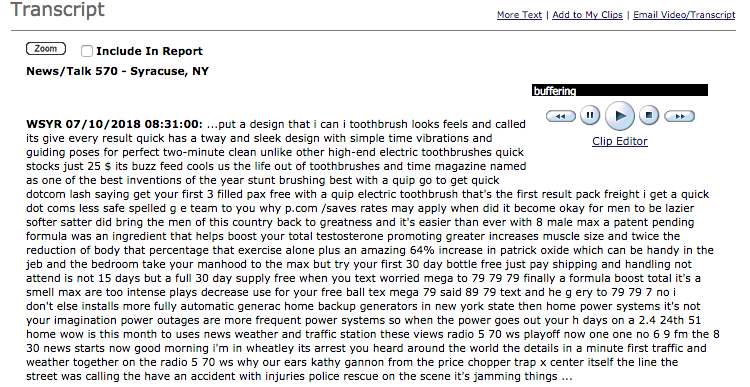 Transcript
More Text | Add to My Clips | Email Video/Transcript
Zoom Include In Report
News/Talk 570 - Syracuse, NY
buffering
Clip Editor
WSYR 07/10/2018 08:31:00: ...put a design that i can i toothbrush looks feels and called
its give every result quick has a tway and sleek design with simple time vibrations and
guiding poses for perfect two-minute clean unlike other high-end electric toothbrushes quick
stocks just 25 $ its buzz feed cools us the life out of toothbrushes and time magazine named
as one of the best inventions of the year stunt brushing best with a quip go to get quick
dotcom lash saying get your first 3 filled pax free with a quip electric toothbrush that's the first result pack freight i get a quick
dot coms less safe spelled g e team to you why p.com /saves rates may apply when did it become okay for men to be lazier
softer satter did bring the men of this country back to greatness and it's easier than ever with 8 male max a patent pending
formula was an ingredient that helps boost your total testosterone promoting greater increases muscle size and twice the
reduction of body that percentage that exercise alone plus an amazing 64% increase in patrick oxide which can be handy in the
jeb and the bedroom take your manhood to the max but try your first 30 day bottle free just pay shipping and handling not
attend is not 15 days but a full 30 day supply free when you text worried mega to 79 79 79 finally a formula boost total it's a
smell max are too intense plays decrease use for your free ball tex mega 79 said 89 79 text and he g ery to 79 79 7 no i
don't else installs more fully automatic generac home backup generators in new york state then home power systems it's not
your imagination power outages are more frequent power systems so when the power goes out your h days on a 2.4 24th 51
home wow is this month to uses news weather and traffic station these views radio 5 70 ws playoff now one one no 6 9 fm the 8
30 news starts now good morning i'm in wheatley its arrest you heard around the world the details in a minute first traffic and
weather together on the radio 5 70 ws why our ears kathy gannon from the price chopper trap x center itself the line the
street was calling the have an accident with injuries police rescue on the scene it's jamming things ...